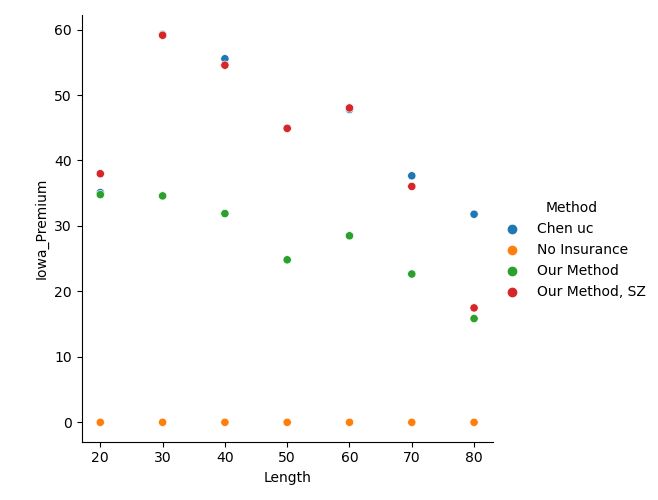 60
50
40
30
20
10
0
Iowa_Premium
20 30 40 50 60 70 80
Length
Method
Chen uc
No Insurance
Our Method
Our Method, SZ